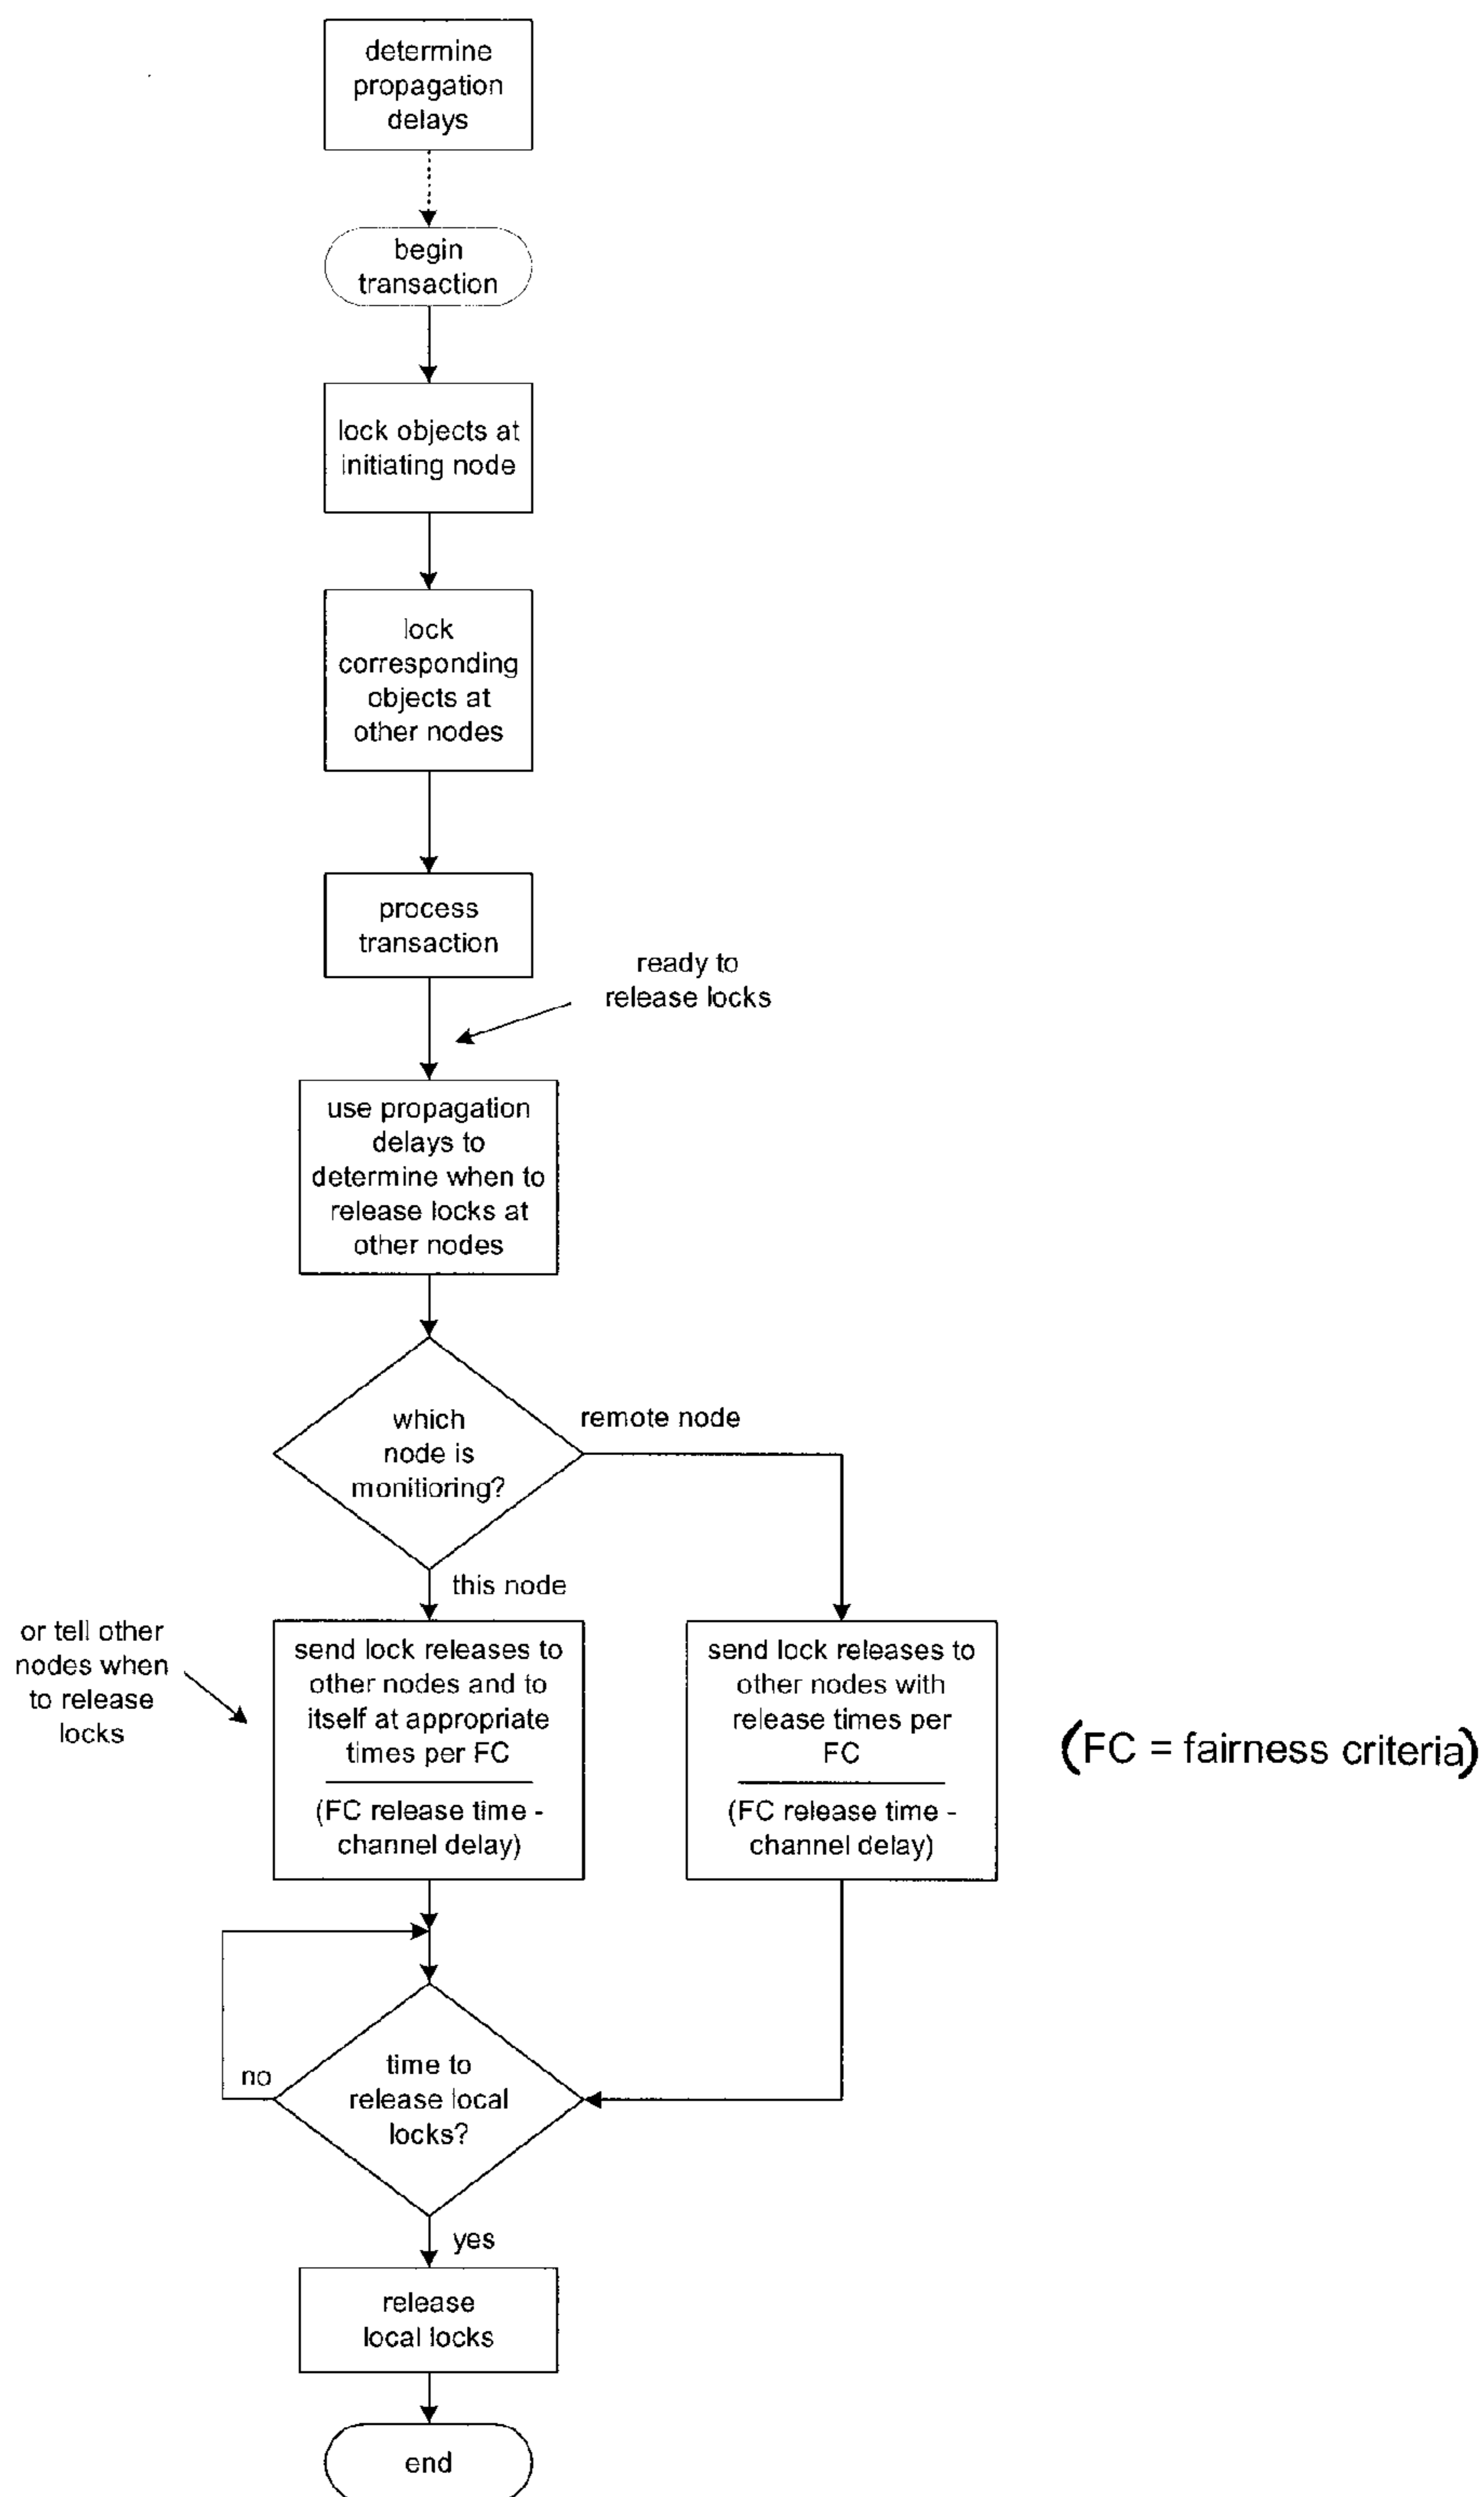 determine
propagation
delays
begin
transaction
lock objects at
initiating node
lock
corresponding
objects at
other nodes
process
transaction
ready to
release locks
use propagation
delays to
determine when to
release locks at
other nodes
which
node is
monitioring?
remote node
this node
or tell other
nodes when
to release
locks
send lock releases to
other nodes and to
itself at appropriate
times per FC
(FC release time -
channel delay)
send lock releases to
other nodes with
release times per
FC
(FC release time -
channel delay)
(FC = fairness criteria)
no
time to
release local
locks?
yes
release
local locks
end